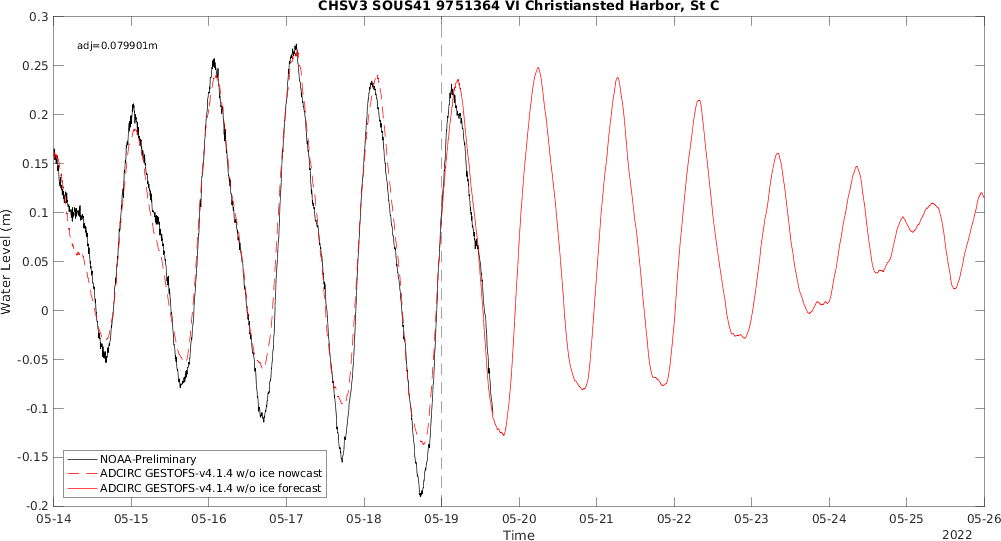 CHSV3 SOUS41 9751364 VI Christiansted Harbor, St C
adj=0.079901m
0.3
0.25
0.2
0.15
0.1
0.05
0
-0.05
-0.1
-0.15
-0.2
Water Level (m)
NOAA-Preliminary
ADCIRC GESTOFS-v4.1.4 w/o ice nowcast
ADCIRC GESTOFS-v4.1.4 w/o ice forecast
05-14 05-15 05-16 05-17 05-18 05-19 05-20 05-21 05-22 05-23 05-24 05-25 05-26
Time
2022